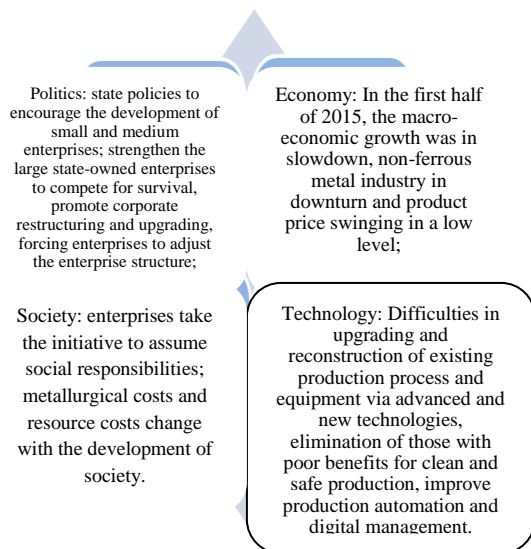 Politics: state policies to
encourage the development of
small and medium
enterprises; strengthen the
large state-owned enterprises
to compete for survival,
promote corporate
restructuring and upgrading,
forcing enterprises to adjust
the enterprise structure;
Economy: In the first half
of 2015, the macro-
economic growth was in
slowdown, non-ferrous
metal industry in
downturn and product
price swinging in a low
level;
Society: enterprises take
the initiative to assume
social responsibilities;
metallurgical costs and
resource costs change
with the development of
society.
Technology: Difficulties in
upgrading and
reconstruction of existing
production process and
equipment via advanced and
new technologies,
elimination of those with
poor benefits for clean and
safe production, improve
production automation and
digital management.